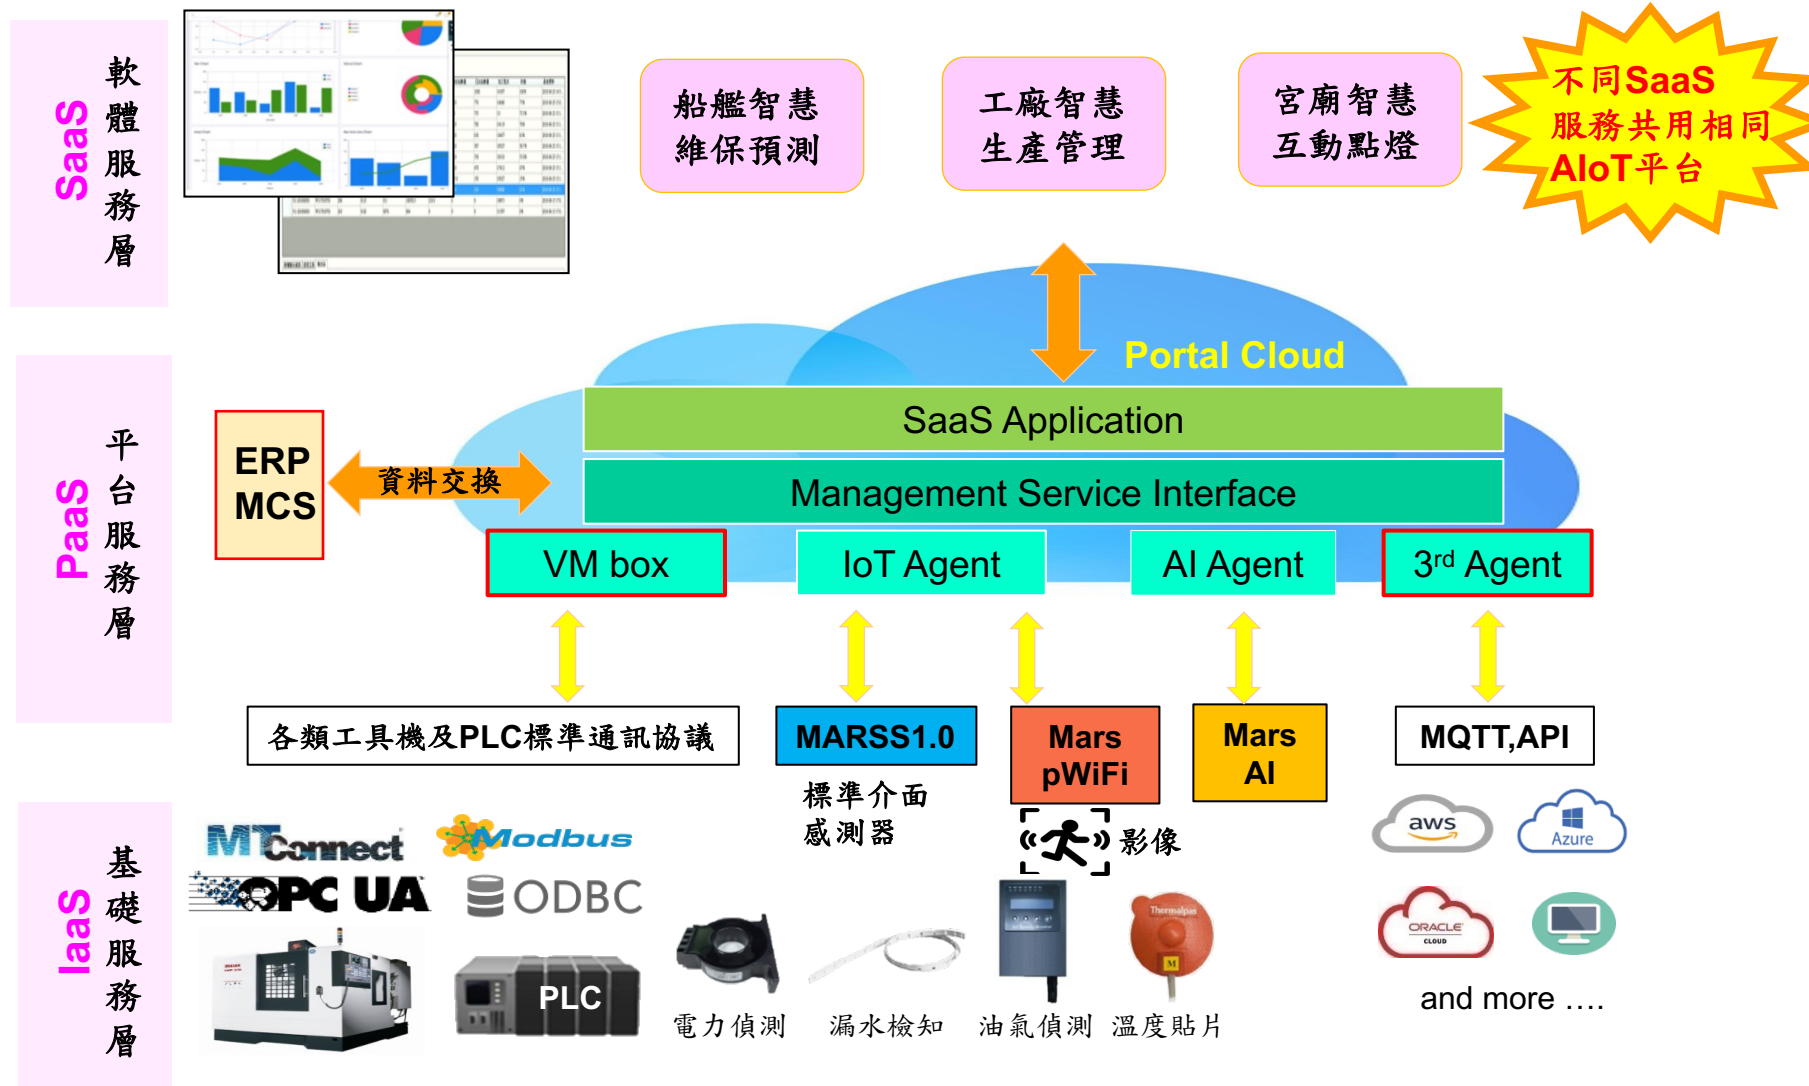 SaaS
軟體服務層
船艦智慧
維保預測
工廠智慧
生產管理
宮廟智慧
互動點燈
不同SaaS
服務共用相同
AIoT平台
Portal Cloud
PaaS
平台服務層
ERP
MCS
資料交換
SaaS Application
Management Service Interface
VM box
IoT Agent
AI Agent
3rd Agent
各類工具機及PLC標準通訊協議
MARSS1.0
Mars
pWiFi
Mars
AI
MQTT,API
標準介面
感測器
影像
IaaS
基礎服務層
MTConnect
Modbus
OPC UA
ODBC
PLC
Thermalpas
M
電力偵測
漏水檢知
油氣偵測
溫度貼片
aws
Azure
ORACLE
CLOUD
and more ....